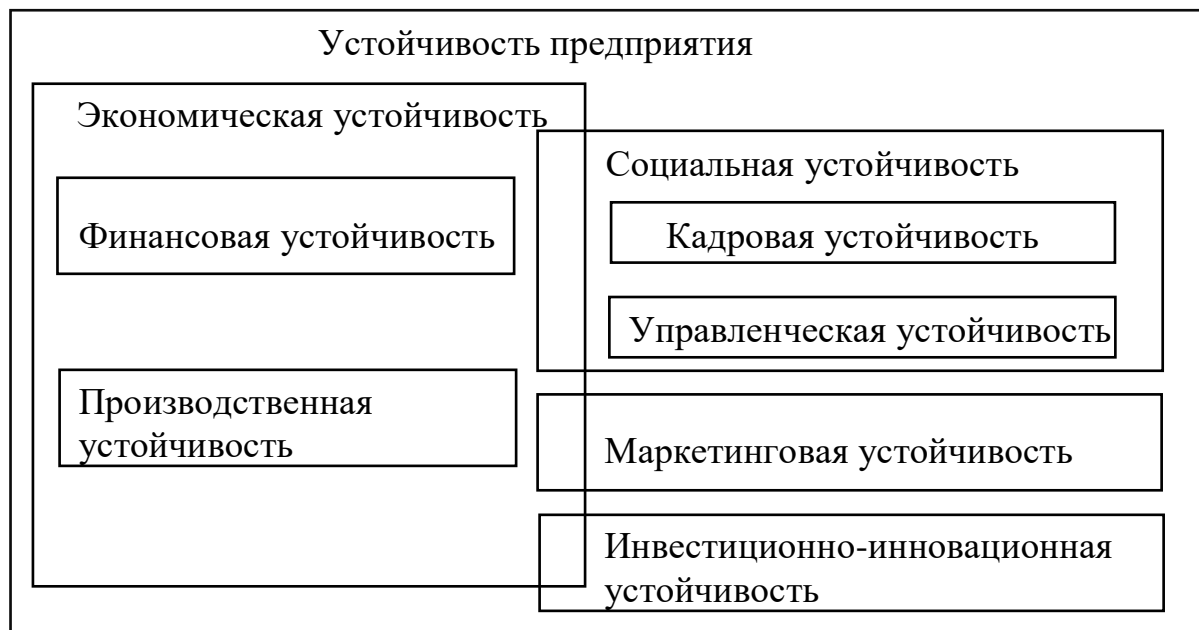 Устойчивость предприятия
Экономическая устойчивость
Финансовая устойчивость
Производственная
устойчивость
Социальная устойчивость
Кадровая устойчивость
Управленческая устойчивость
Маркетинговая устойчивость
Инвестиционно-инновационная
устойчивость